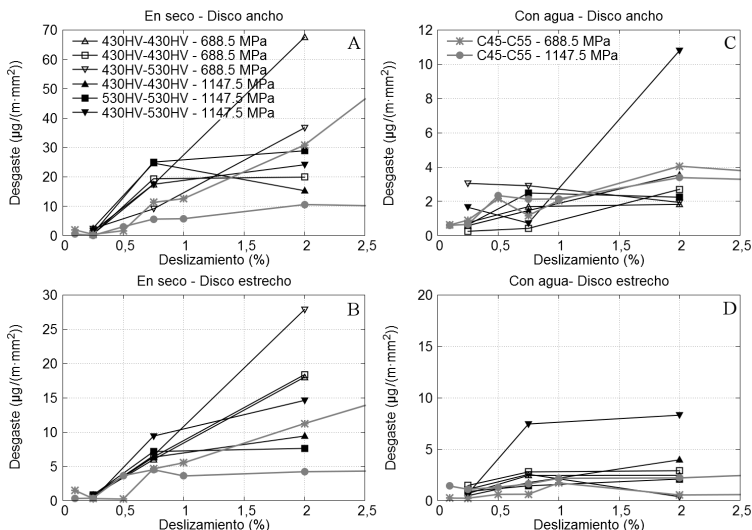 En seco - Disco ancho
A
70
60
50
40
30
20
10
0
Desgaste (µg/(m·mm²))
430HV-430HV - 688.5 MPa
430HV-430HV - 688.5 MPa
430HV-530HV - 688.5 MPa
430HV-430HV - 1147.5 MPa
530HV-530HV - 1147.5 MPa
430HV-530HV - 1147.5 MPa
0 0,5 1 1,5 2 2,5
Deslizamiento (%)
Con agua - Disco ancho
C
12
10
8
6
4
2
0
Desgaste (µg/(m·mm²))
C45-C55 - 688.5 MPa
C45-C55 - 1147.5 MPa
0 0,5 1 1,5 2 2,5
Deslizamiento (%)
En seco - Disco estrecho
B
30
25
20
15
10
5
0
Desgaste (µg/(m·mm²))
0 0,5 1 1,5 2 2,5
Deslizamiento (%)
Con agua- Disco estrecho
D
20
15
10
5
0
Desgaste (µg/(m·mm²))
0 0,5 1 1,5 2 2,5
Deslizamiento (%)